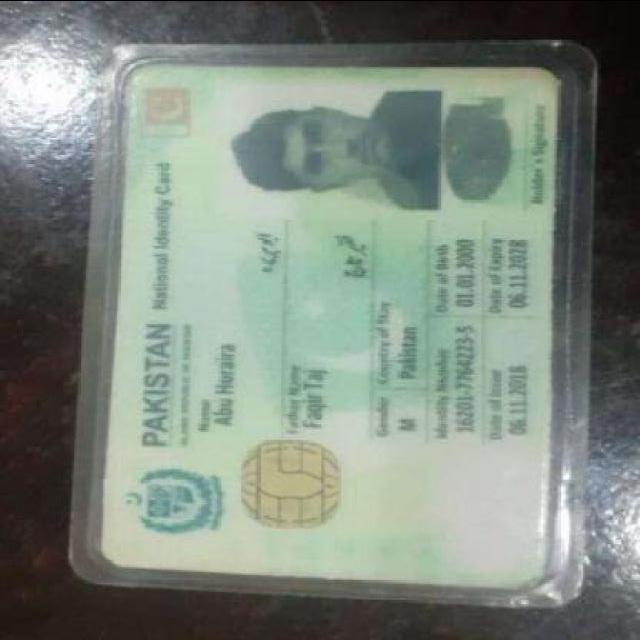 PAKISTAN National Identity Card
ISLAMIC REPUBLIC OF PAKISTAN
Name
Abu Huraira
Father Name
Faqir Taj
Gender Country of Stay
M Pakistan
Identity Number Date of Birth
16201-7764223-5 01.01.2000
Date of Issue Date of Expiry
06.11.2018 06.11.2028
Holder's Signature